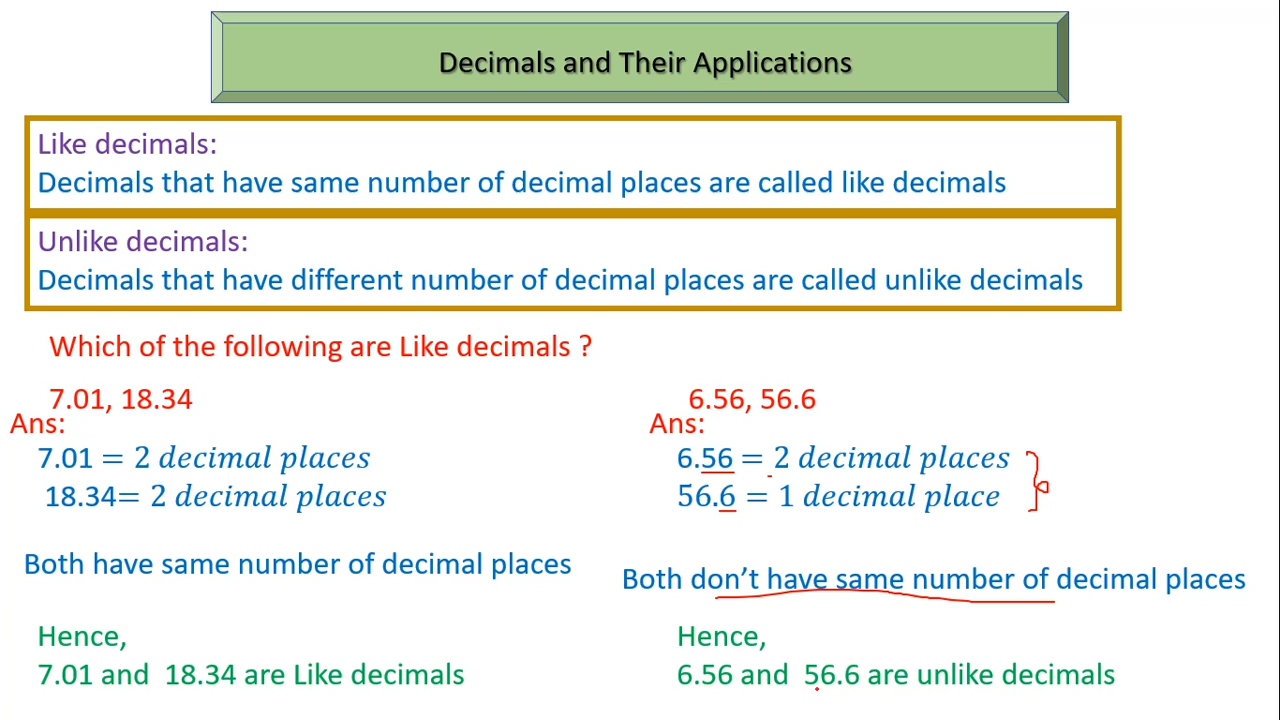 Decimals and Their Applications
Like decimals:
Decimals that have same number of decimal places are called like decimals
Unlike decimals:
Decimals that have different number of decimal places are called unlike decimals
Which of the following are Like decimals ?
7.01, 18.34
Ans:
7.01 = 2 decimal places
18.34= 2 decimal places
Both have same number of decimal places
Hence,
7.01 and 18.34 are Like decimals
6.56, 56.6
Ans:
6.56 = 2 decimal places
56.6 = 1 decimal place
Both don’t have same number of decimal places
Hence,
6.56 and 56.6 are unlike decimals